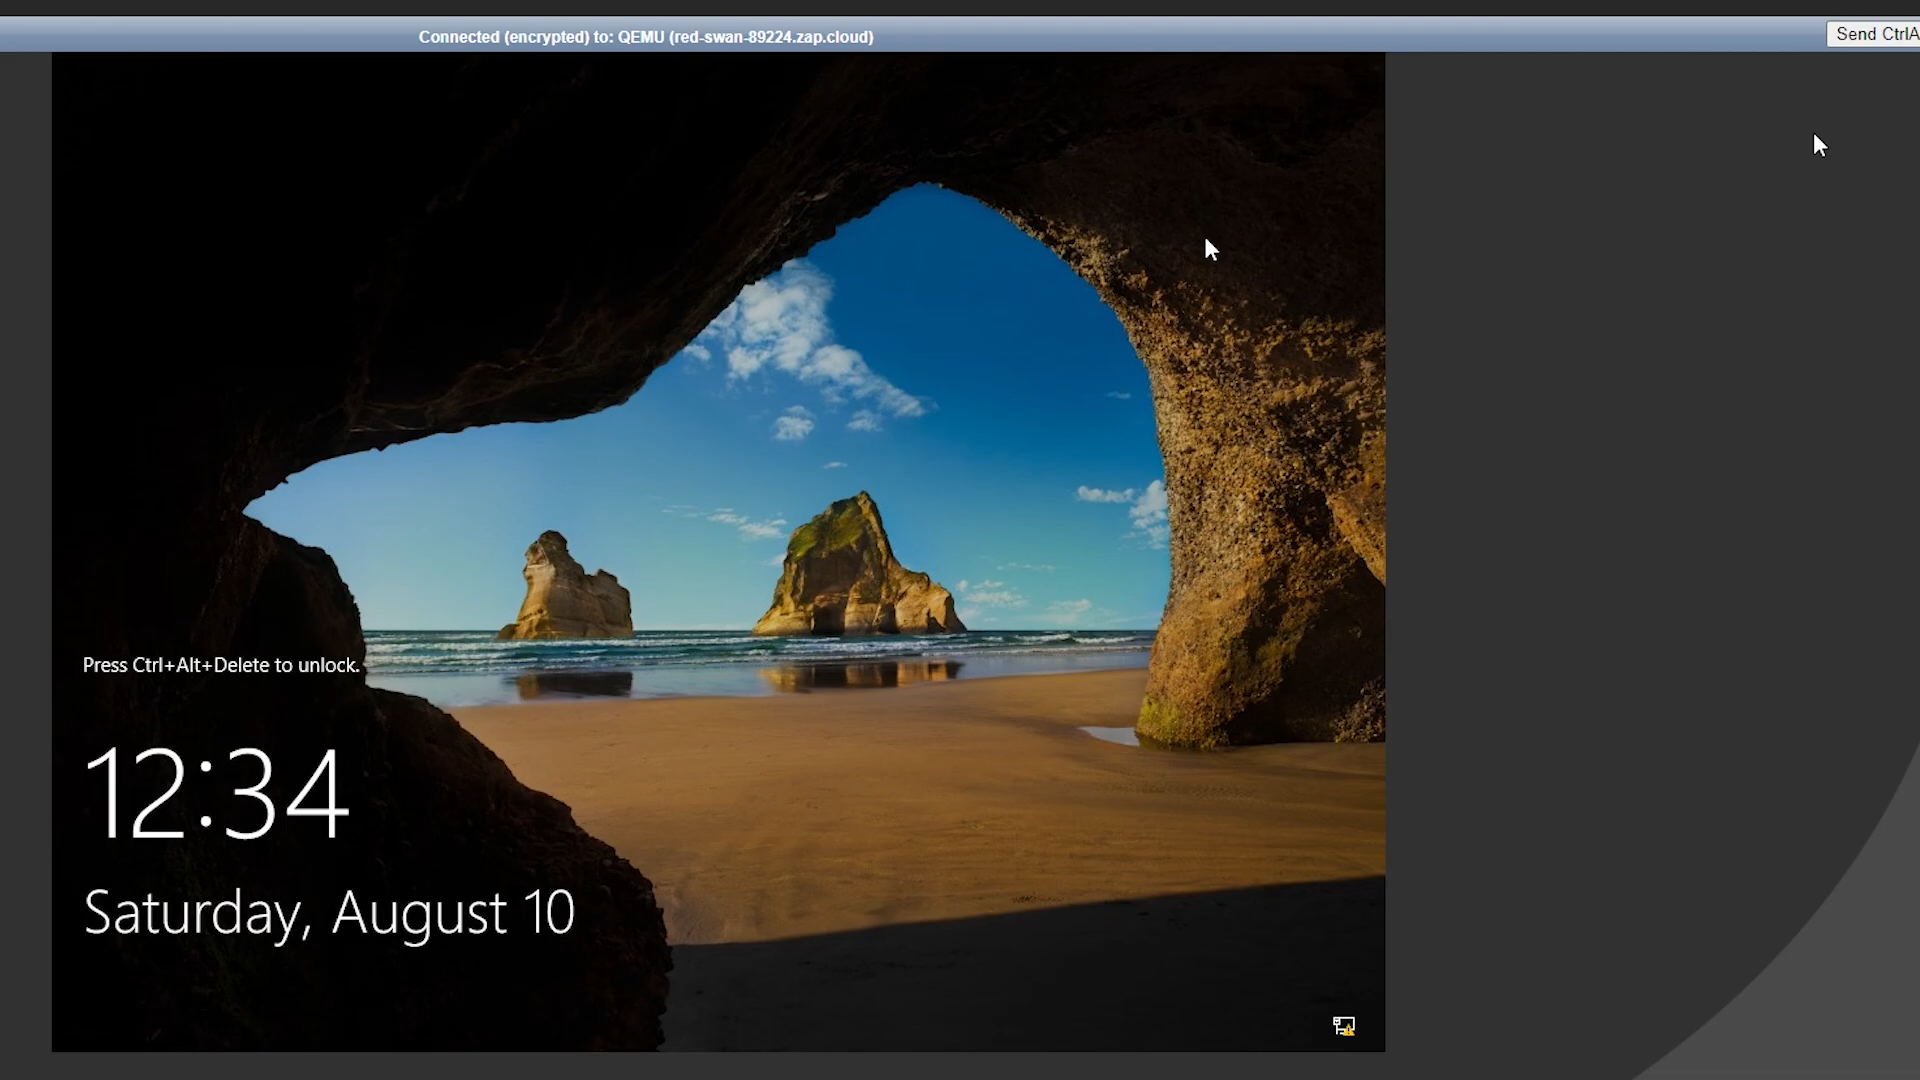 Connected (encrypted) to: QEMU (red-swan-89224.zap.cloud)
Send CtrlA
Press Ctrl+Alt+Delete to unlock.
12:34
Saturday, August 10